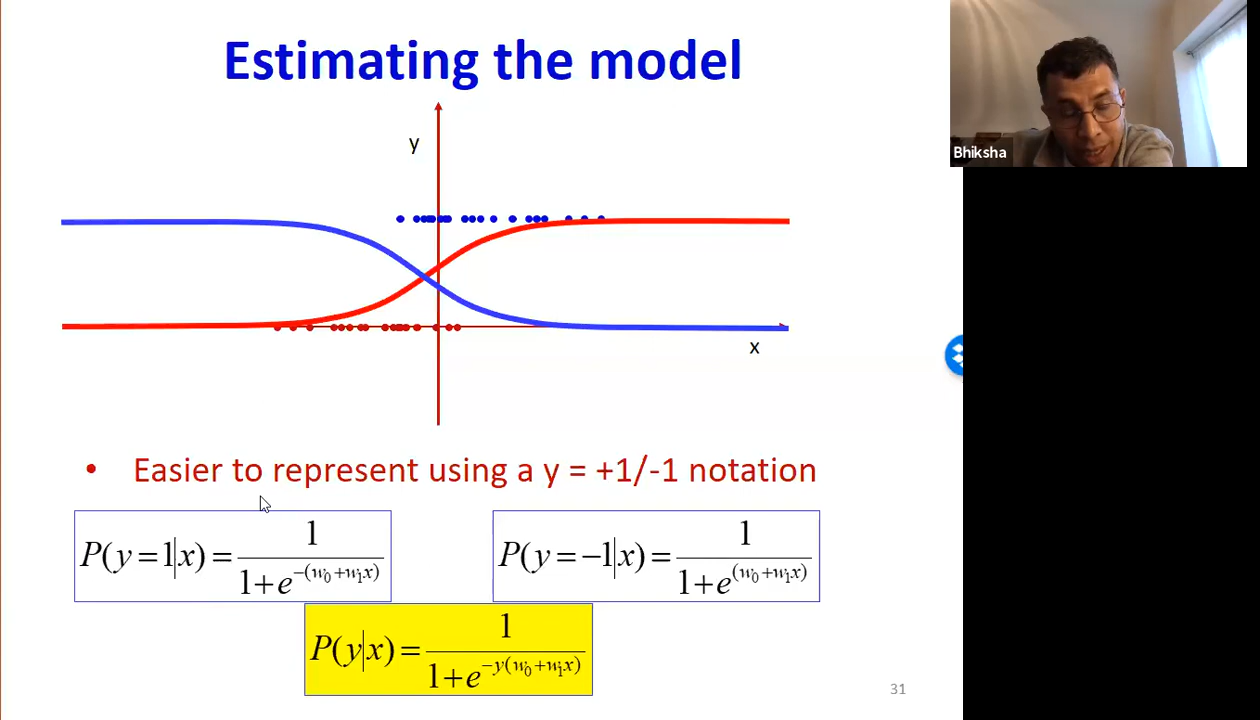 Estimating the model
y
Bhiksha
x
• Easier to represent using a y = +1/-1 notation
P(y=1|x) = 1 / 1+e^-(w₀+w₁x)
P(y=−1|x) = 1 / 1+e^(w₀+w₁x)
P(y|x) = 1 / 1+e^-y(w₀+w₁x)
31